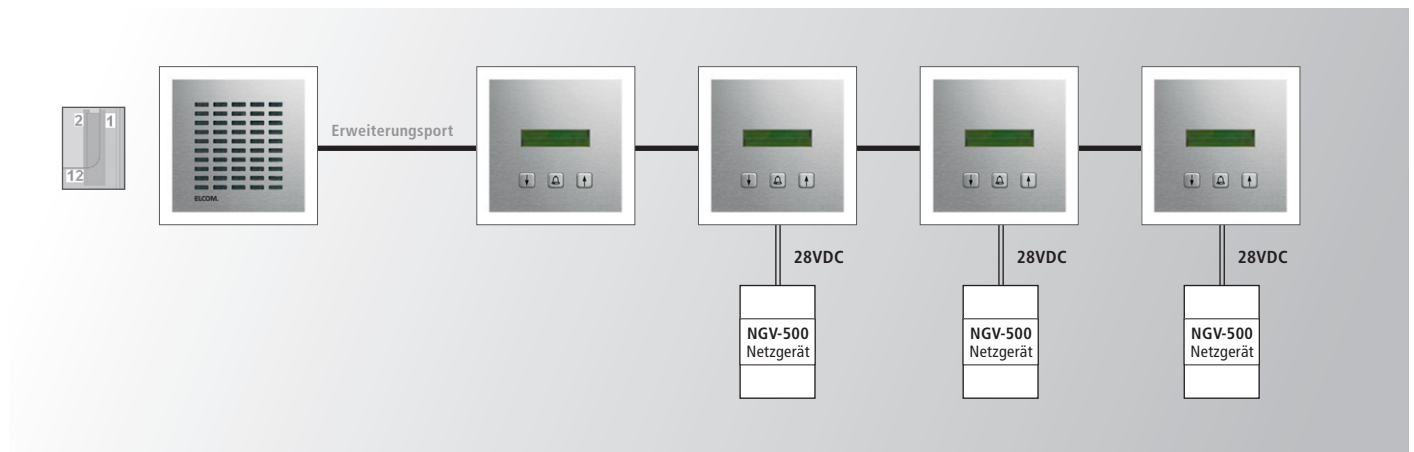 2 1
12
ELCOM.
Erweiterungsport
28VDC
28VDC
28VDC
NGV-500
Netzgerät
NGV-500
Netzgerät
NGV-500
Netzgerät